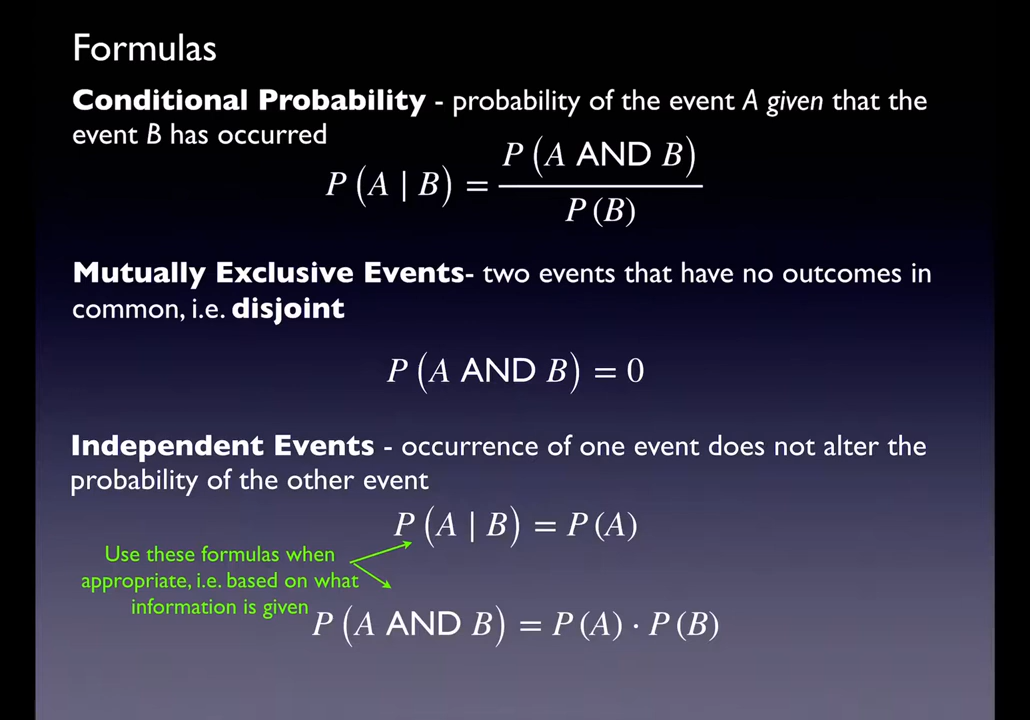 Formulas
Conditional Probability - probability of the event A given that the
event B has occurred
P (A | B) = P (A AND B) / P (B)
Mutually Exclusive Events- two events that have no outcomes in
common, i.e. disjoint
P (A AND B) = 0
Independent Events - occurrence of one event does not alter the
probability of the other event
P (A | B) = P (A)
Use these formulas when
appropriate, i.e. based on what
information is given
P (A AND B) = P (A) · P (B)